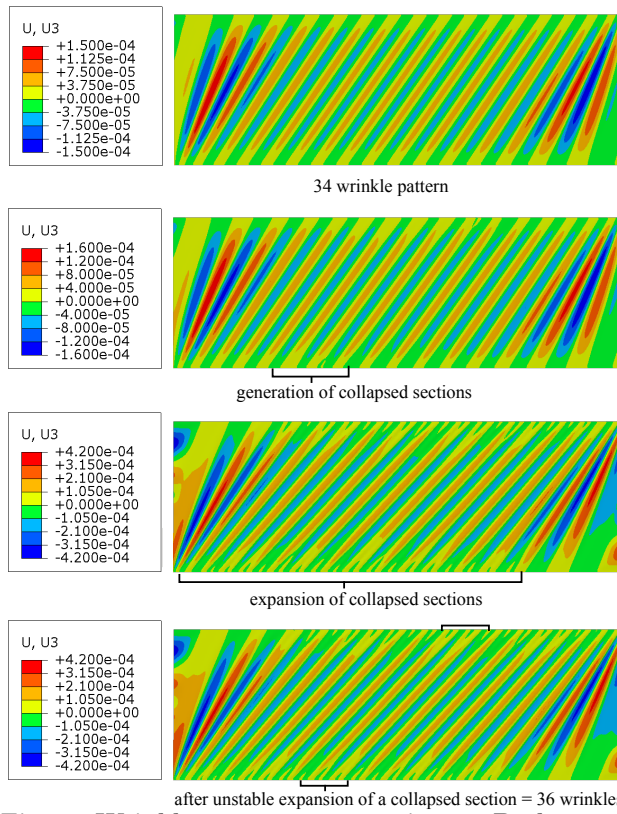 U, U3
+1.500e-04
+1.125e-04
+7.500e-05
+3.750e-05
+0.000e+00
-3.750e-05
-7.500e-05
-1.125e-04
-1.500e-04
34 wrinkle pattern
U, U3
+1.600e-04
+1.200e-04
+8.000e-05
+4.000e-05
+0.000e+00
-4.000e-05
-8.000e-05
-1.200e-04
-1.600e-04
generation of collapsed sections
U, U3
+4.200e-04
+3.150e-04
+2.100e-04
+1.050e-04
+0.000e+00
-1.050e-04
-2.100e-04
-3.150e-04
-4.200e-04
expansion of collapsed sections
U, U3
+4.200e-04
+3.150e-04
+2.100e-04
+1.050e-04
+0.000e+00
-1.050e-04
-2.100e-04
-3.150e-04
-4.200e-04
after unstable expansion of a collapsed section = 36 wrinkles